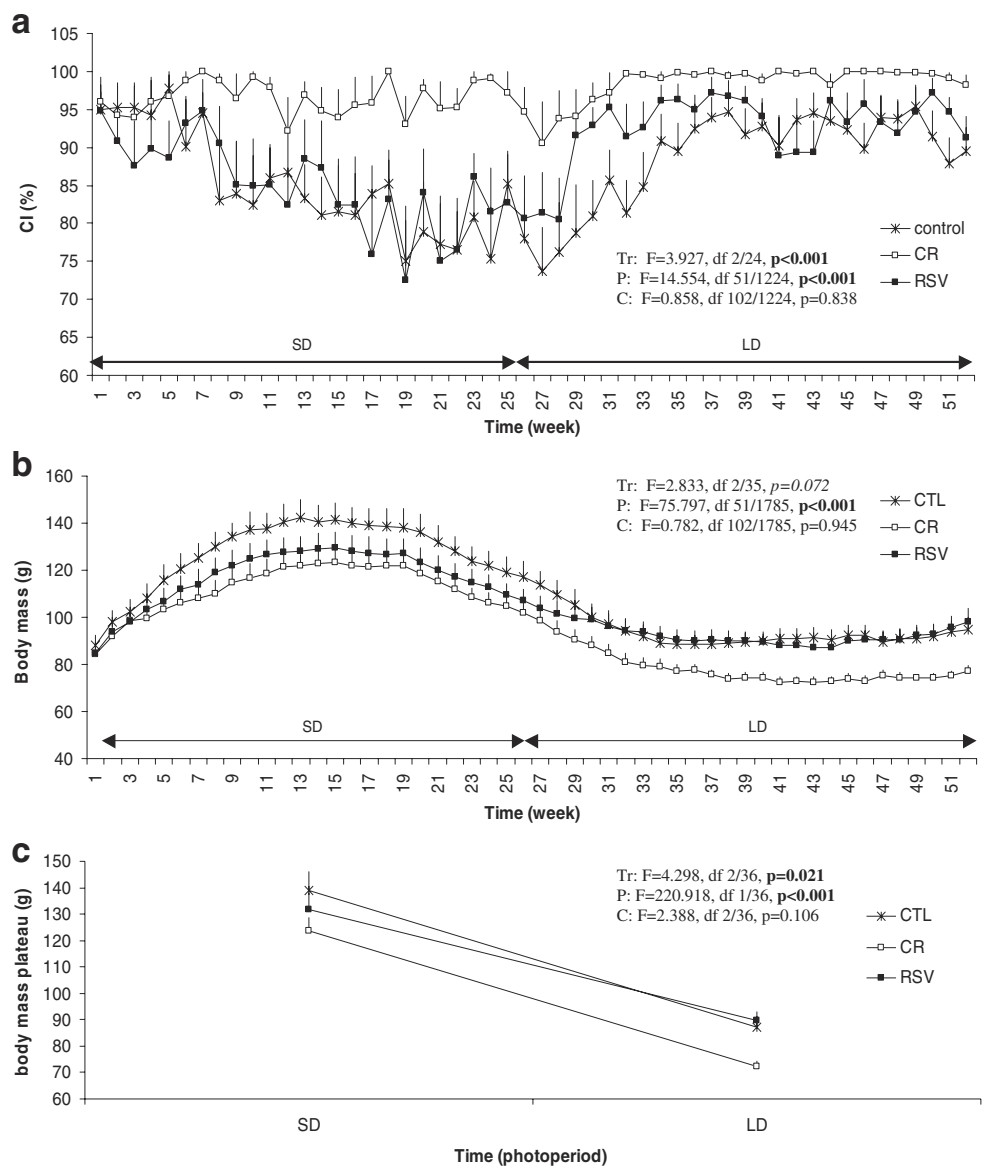 a
CI (%)
105
100
95
90
85
80
75
70
65
60
control
CR
RSV
Tr: F=3.927, df 2/24, p<0.001
P: F=14.554, df 51/1224, p<0.001
C: F=0.858, df 102/1224, p=0.838
SD
LD
1 3 5 7 9 11 13 15 17 19 21 23 25 27 29 31 33 35 37 39 41 43 45 47 49 51
Time (week)
b
Body mass (g)
160
140
120
100
80
60
40
Tr: F=2.833, df 2/35, p=0.072
P: F=75.797, df 51/1785, p<0.001
C: F=0.782, df 102/1785, p=0.945
CTL
CR
RSV
SD
LD
1 3 5 7 9 11 13 15 17 19 21 23 25 27 29 31 33 35 37 39 41 43 45 47 49 51
Time (week)
c
body mass plateau (g)
150
140
130
120
110
100
90
80
70
60
Tr: F=4.298, df 2/36, p=0.021
P: F=220.918, df 1/36, p<0.001
C: F=2.388, df 2/36, p=0.106
CTL
CR
RSV
SD
LD
Time (photoperiod)